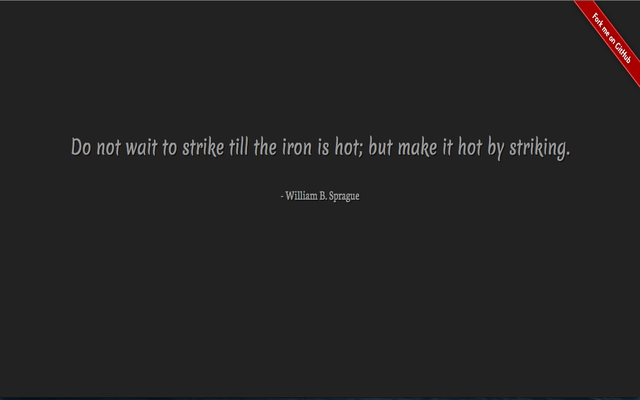 Fork me on GitHub
Do not wait to strike till the iron is hot; but make it hot by striking.
- William B. Sprague